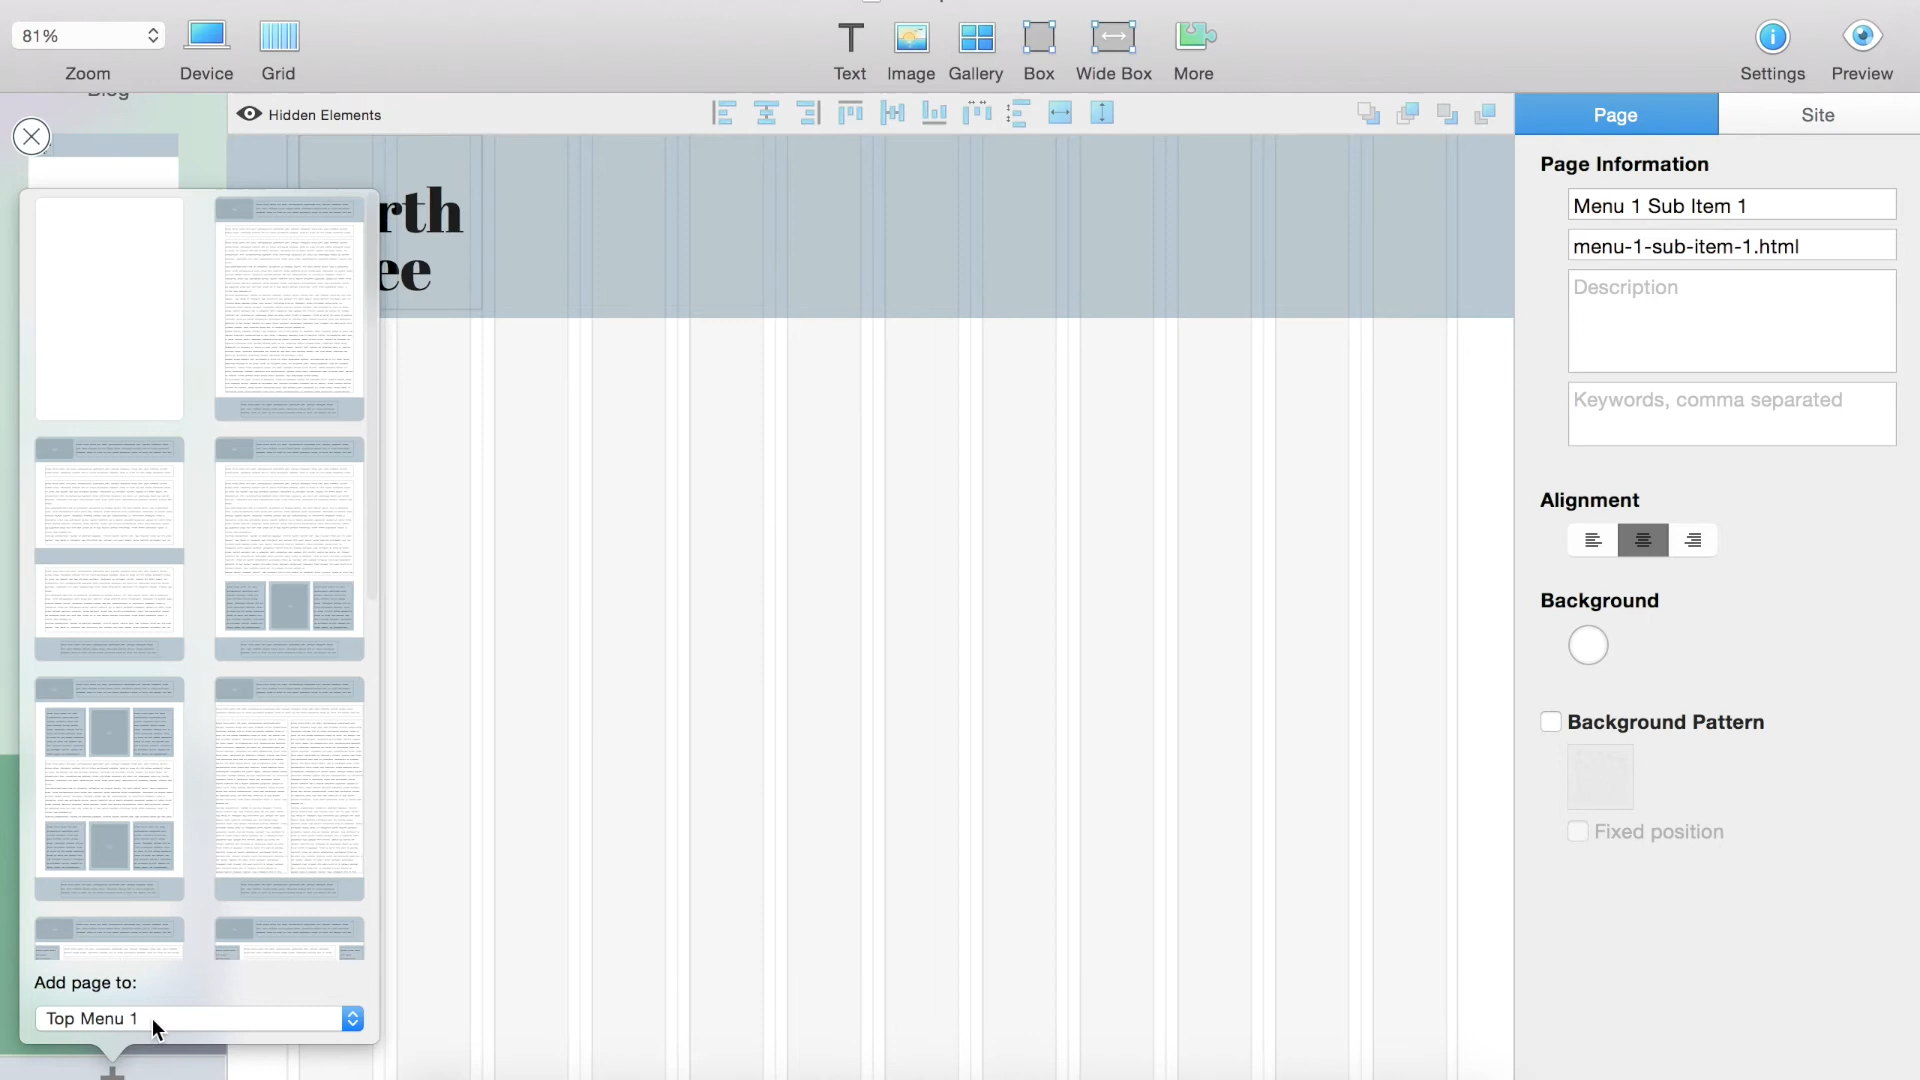 81%
Zoom
Device
Grid
Text
Image
Gallery
Box
Wide Box
More
Settings
Preview
Blog
Hidden Elements
Page
Site
rth
ee
Page Information
Menu 1 Sub Item 1
menu-1-sub-item-1.html
Description
Keywords, comma separated
Alignment
Background
Background Pattern
Fixed position
Add page to:
Top Menu 1